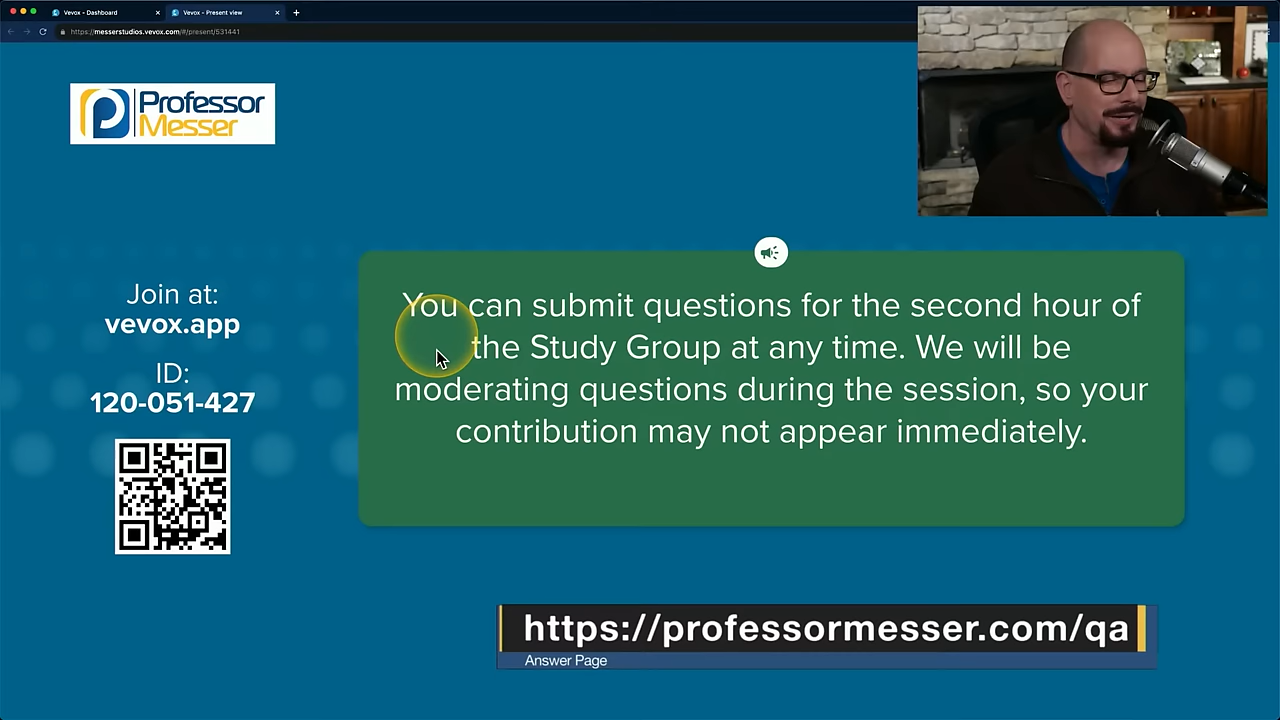 Vevox - Dashboard
Vevox - Present view
https://messerstudios.vevox.com/#/present/531441
Professor
Messer
Join at:
vevox.app
ID:
120-051-427
You can submit questions for the second hour of
the Study Group at any time. We will be
moderating questions during the session, so your
contribution may not appear immediately.
https://professormesser.com/qa
Answer Page